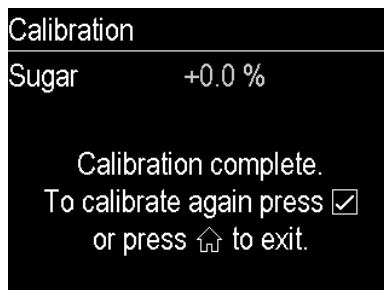 Calibration
Sugar +0.0 %
Calibration complete.
To calibrate again press ☑
or press ⌂ to exit.